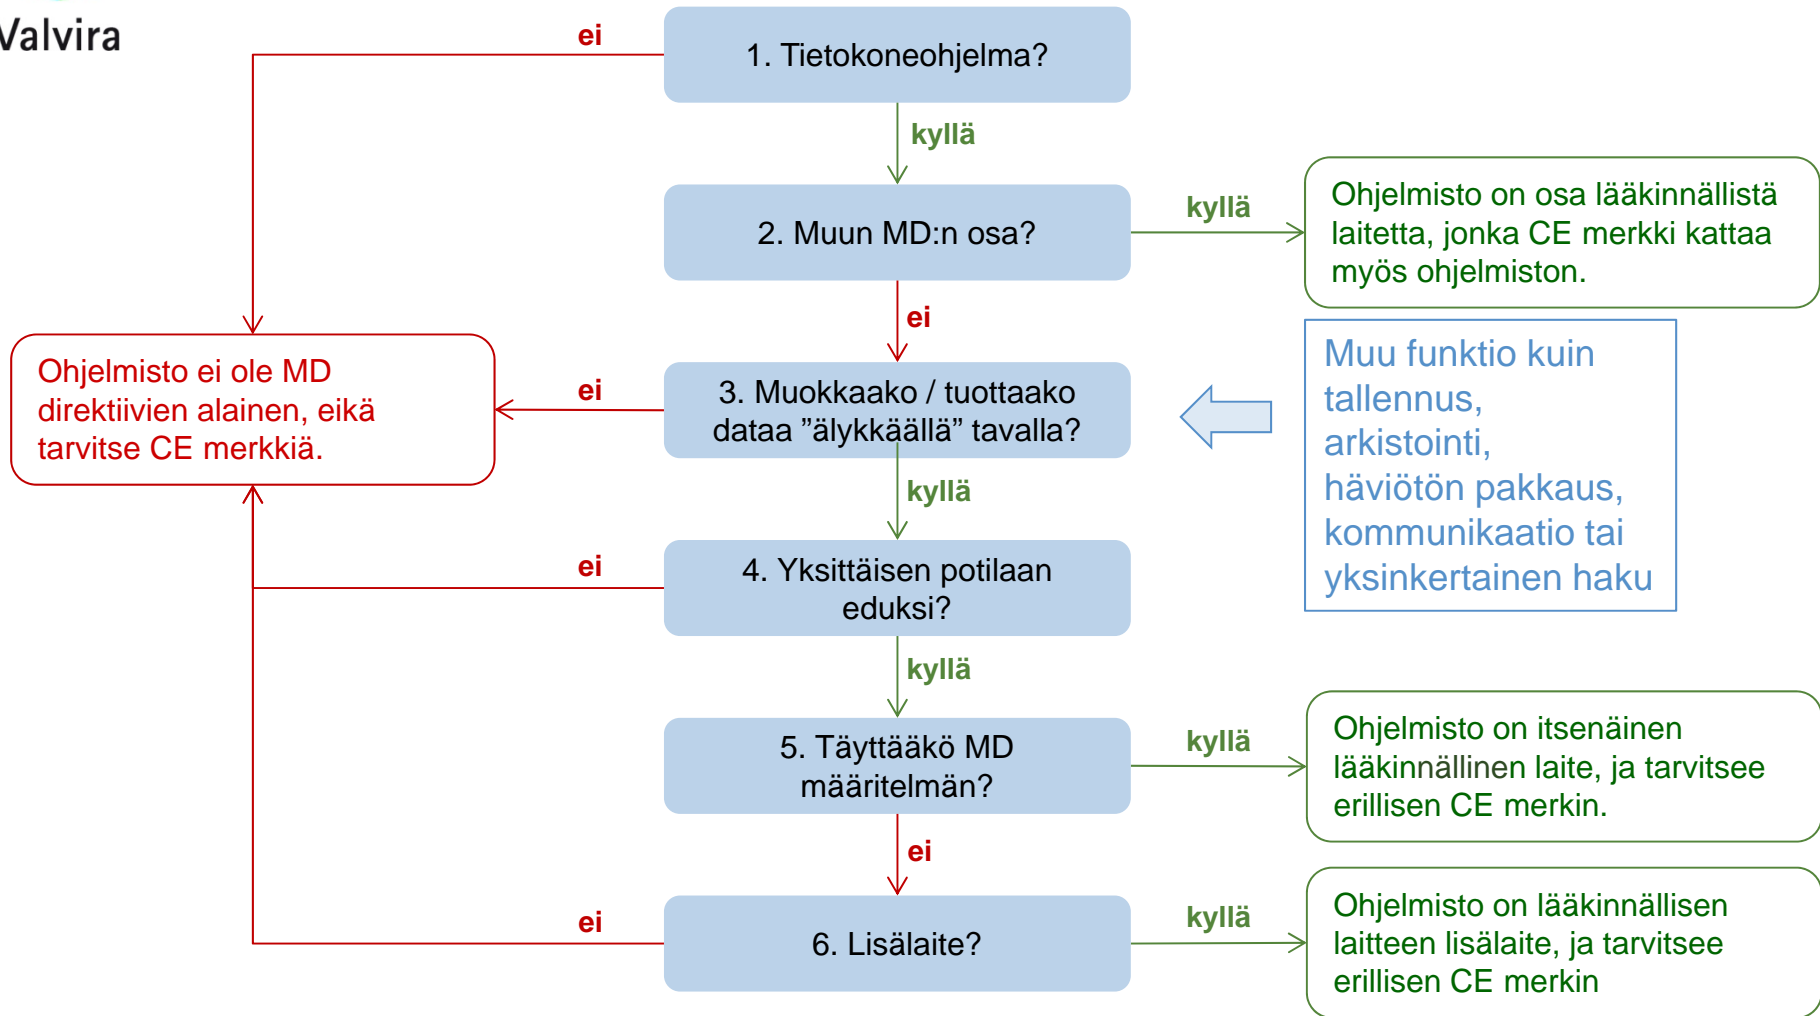 Valvira
ei
1. Tietokoneohjelma?
kyllä
2. Muun MD:n osa?
kyllä
Ohjelmisto on osa lääkinnällistä
laitetta, jonka CE merkki kattaa
myös ohjelmiston.
ei
Ohjelmisto ei ole MD
direktiivien alainen, eikä
tarvitse CE merkkiä.
ei
3. Muokkaako / tuottaako
dataa ”älykkäällä” tavalla?
Muu funktio kuin
tallennus,
arkistointi,
häviötön pakkaus,
kommunikaatio tai
yksinkertainen haku
kyllä
ei
4. Yksittäisen potilaan
eduksi?
kyllä
5. Täyttääkö MD
määritelmän?
kyllä
Ohjelmisto on itsenäinen
lääkinnällinen laite, ja tarvitsee
erillisen CE merkin.
ei
ei
6. Lisälaite?
kyllä
Ohjelmisto on lääkinnällisen
laitteen lisälaite, ja tarvitsee
erillisen CE merkin